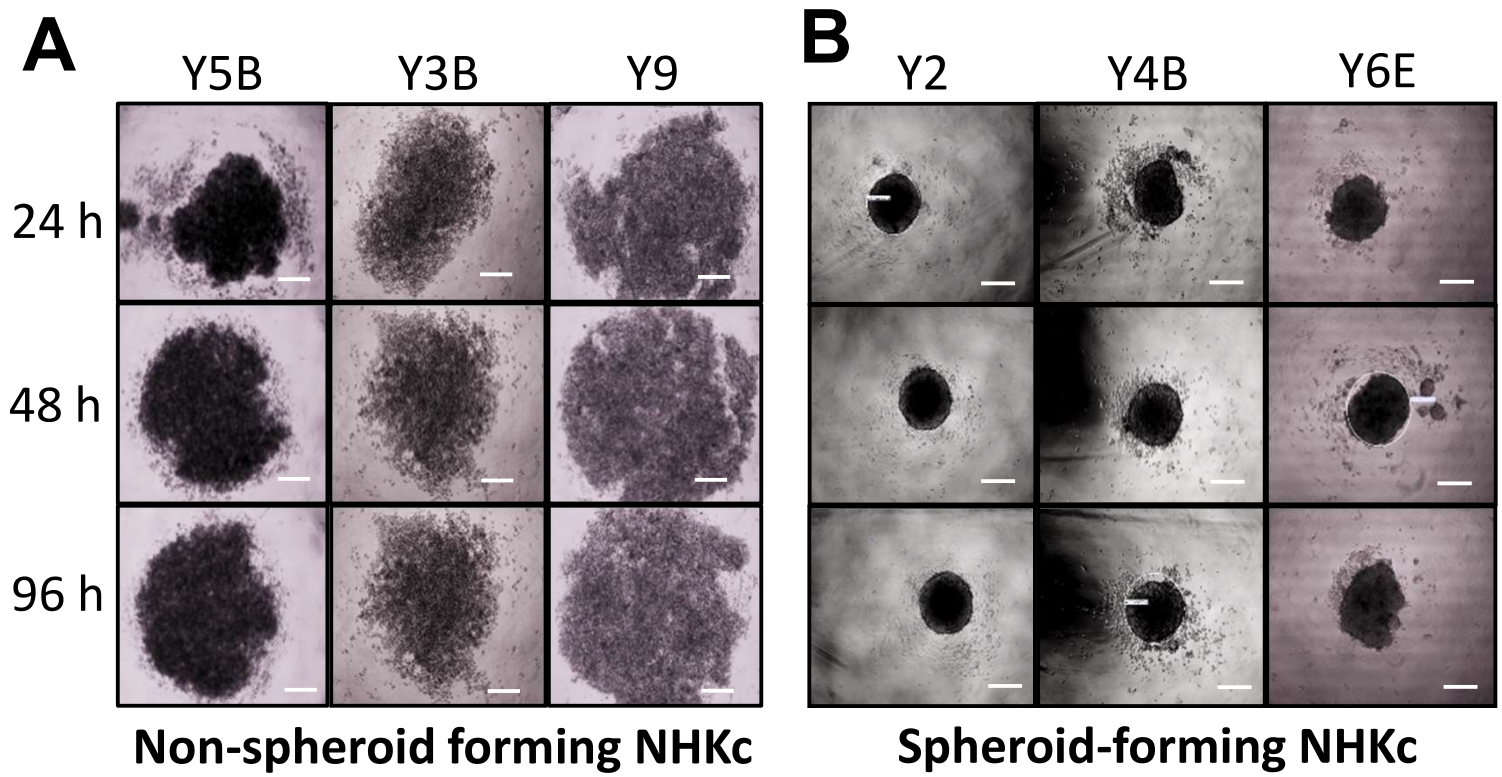 A
B
Y5B Y3B Y9
Y2 Y4B Y6E
24 h
48 h
96 h
Non-spheroid forming NHKc
Spheroid-forming NHKc